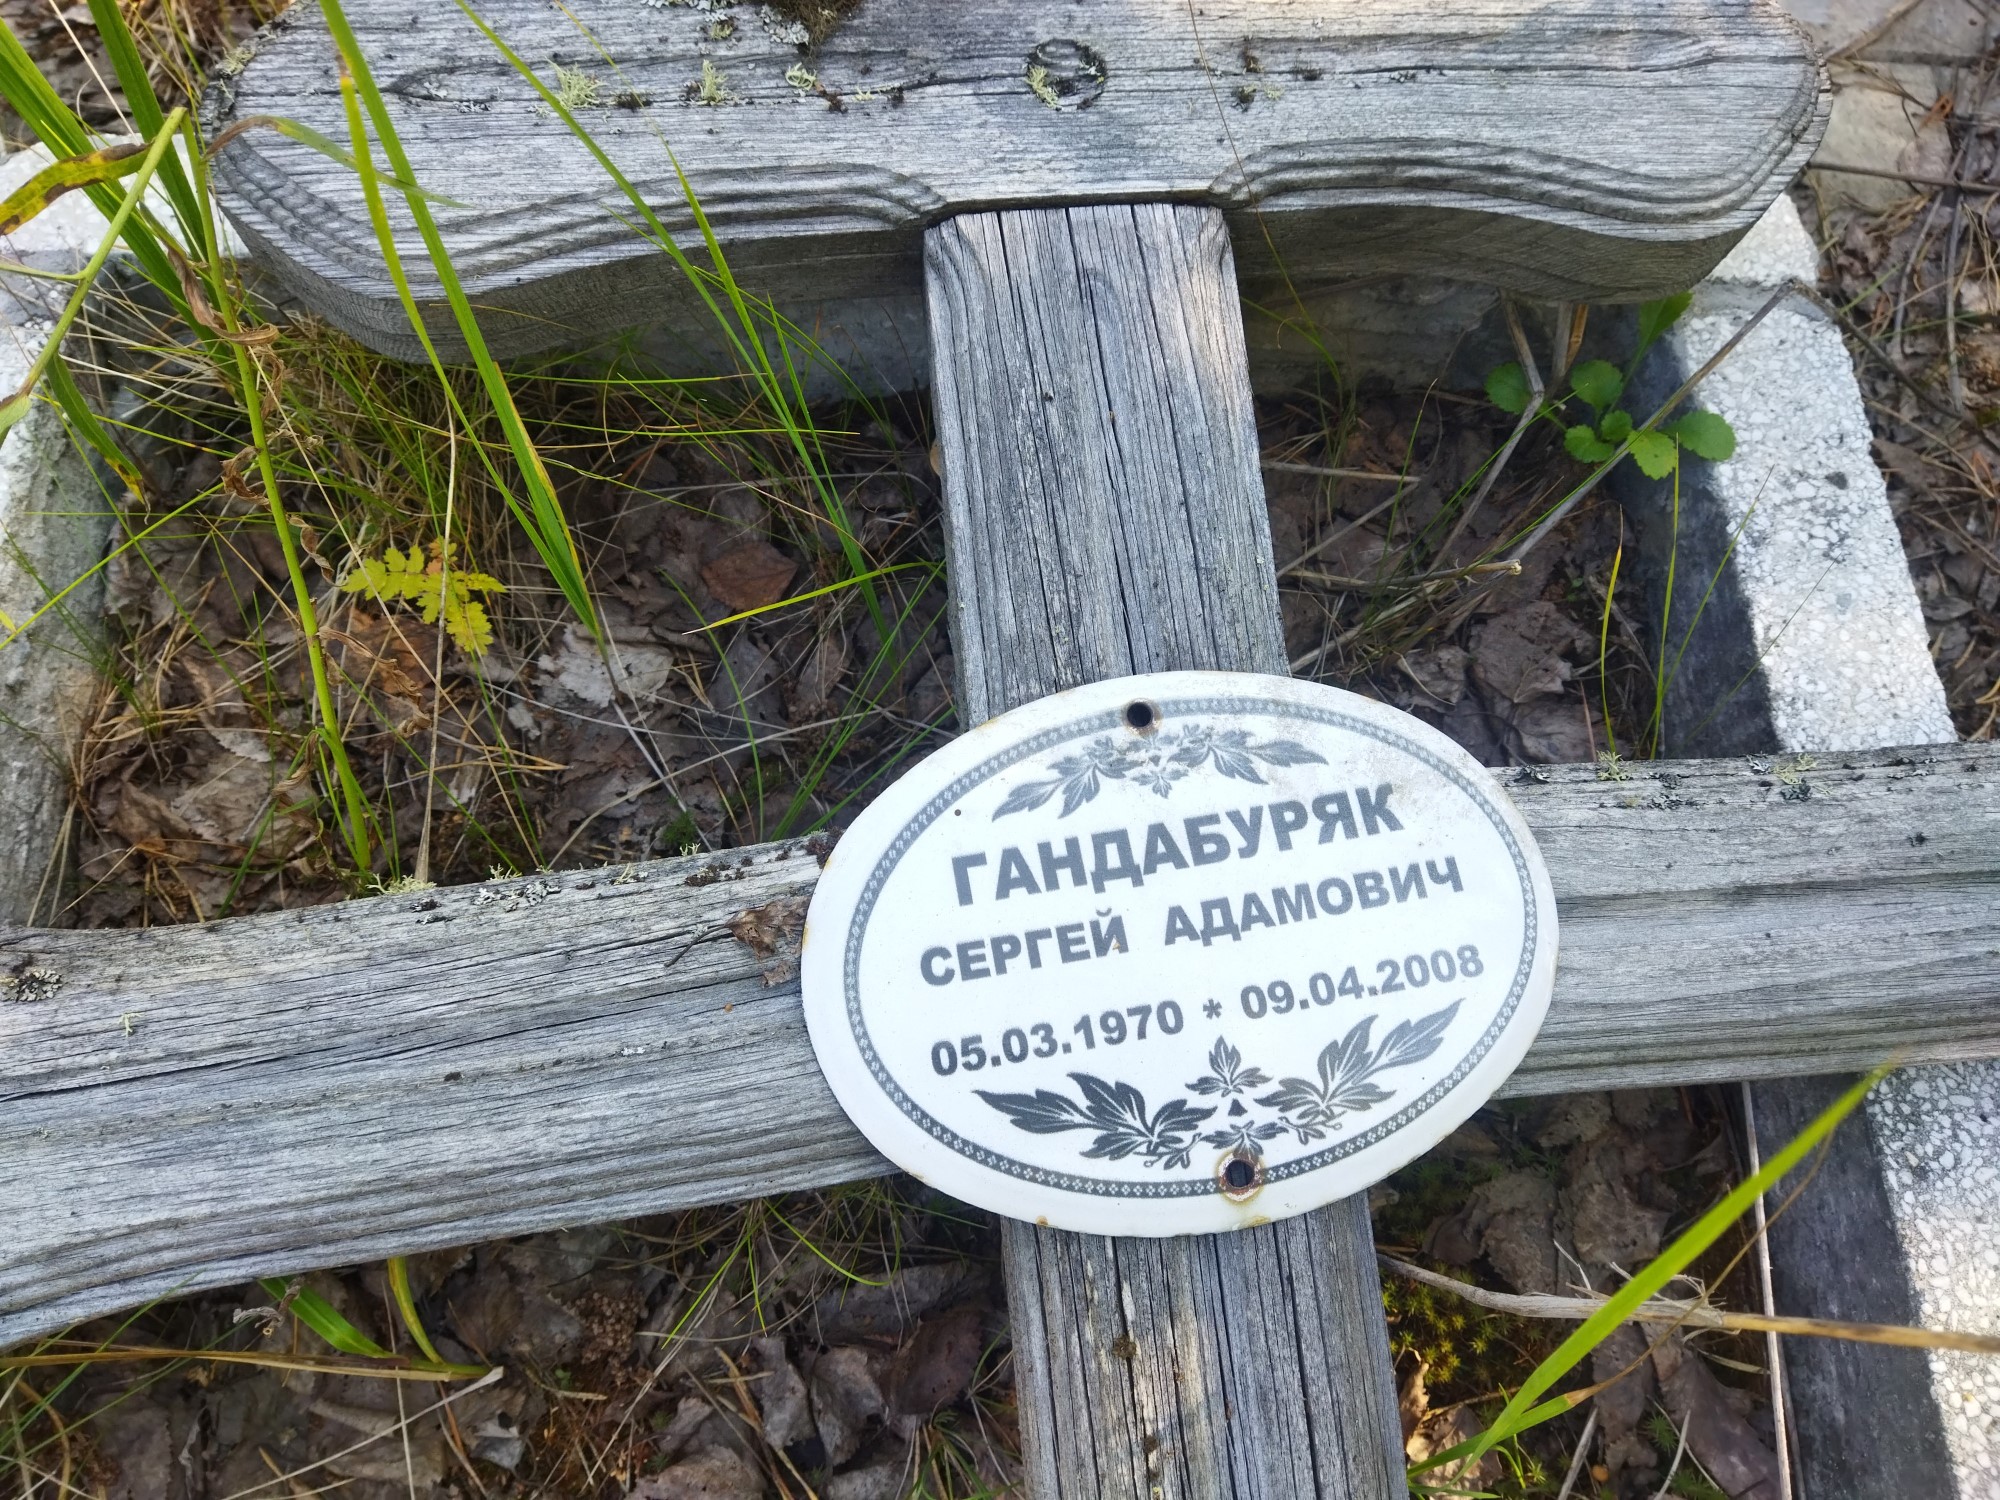 ГАНДАБУРЯК
СЕРГЕЙ АДАМОВИЧ
05.03.1970 * 09.04.2008